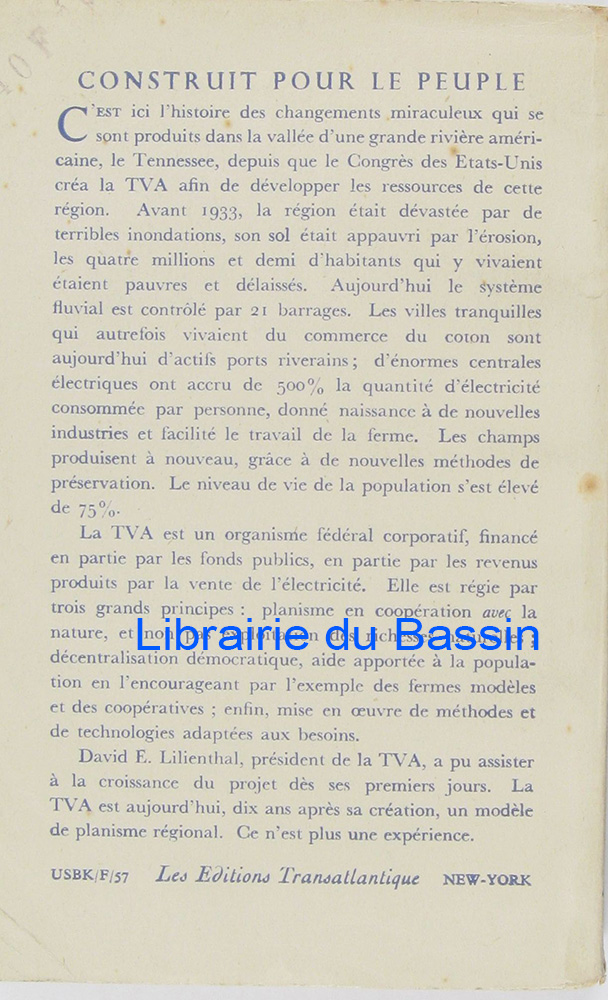 CONSTRUIT POUR LE PEUPLE
C'EST ici l'histoire des changements miraculeux qui se
sont produits dans la vallée d'une grande rivière améri-
caine, le Tennessee, depuis que le Congrès des Etats-Unis
créa la TVA afin de développer les ressources de cette
région. Avant 1933, la région était dévastée par de
terribles inondations, son sol était appauvri par l'érosion,
les quatre millions et demi d'habitants qui y vivaient
étaient pauvres et délaissés. Aujourd'hui le système
fluvial est contrôlé par 21 barrages. Les villes tranquilles
qui autrefois vivaient du commerce du coton sont
aujourd'hui d'actifs ports riverains; d'énormes centrales
électriques ont accru de 500% la quantité d'électricité
consommée par personne, donné naissance à de nouvelles
industries et facilité le travail de la ferme. Les champs
produisent à nouveau, grâce à de nouvelles méthodes de
préservation. Le niveau de vie de la population s'est élevé
de 75%.
La TVA est un organisme fédéral corporatif, financé
en partie par les fonds publics, en partie par les revenus
produits par la vente de l'électricité. Elle est régie par
trois grands principes: planisme en coopération avec la
nature, et non pas exploitation des richesses naturelles;
Librairie du Bassin
décentralisation démocratique, aide apportée à la popula-
tion en l'encourageant par l'exemple des fermes modèles
et des coopératives; enfin, mise en œuvre de méthodes et
de technologies adaptées aux besoins.
David E. Lilienthal, président de la TVA, a pu assister
à la croissance du projet dès ses premiers jours. La
TVA est aujourd'hui, dix ans après sa création, un modèle
de planisme régional. Ce n'est plus une expérience.
USBK/F/57 Les Editions Transatlantique NEW-YORK